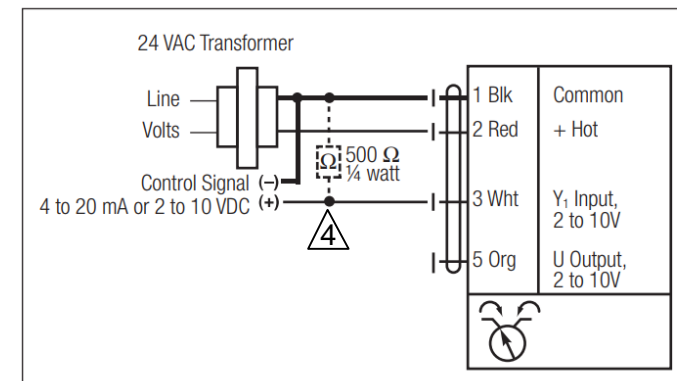 24 VAC Transformer
Line
Volts
1 Blk Common
2 Red + Hot
Ω 500 Ω
¼ watt
Control Signal (–)
4 to 20 mA or 2 to 10 VDC (+)
3 Wht Y₁ Input,
2 to 10V
4
5 Org U Output,
2 to 10V